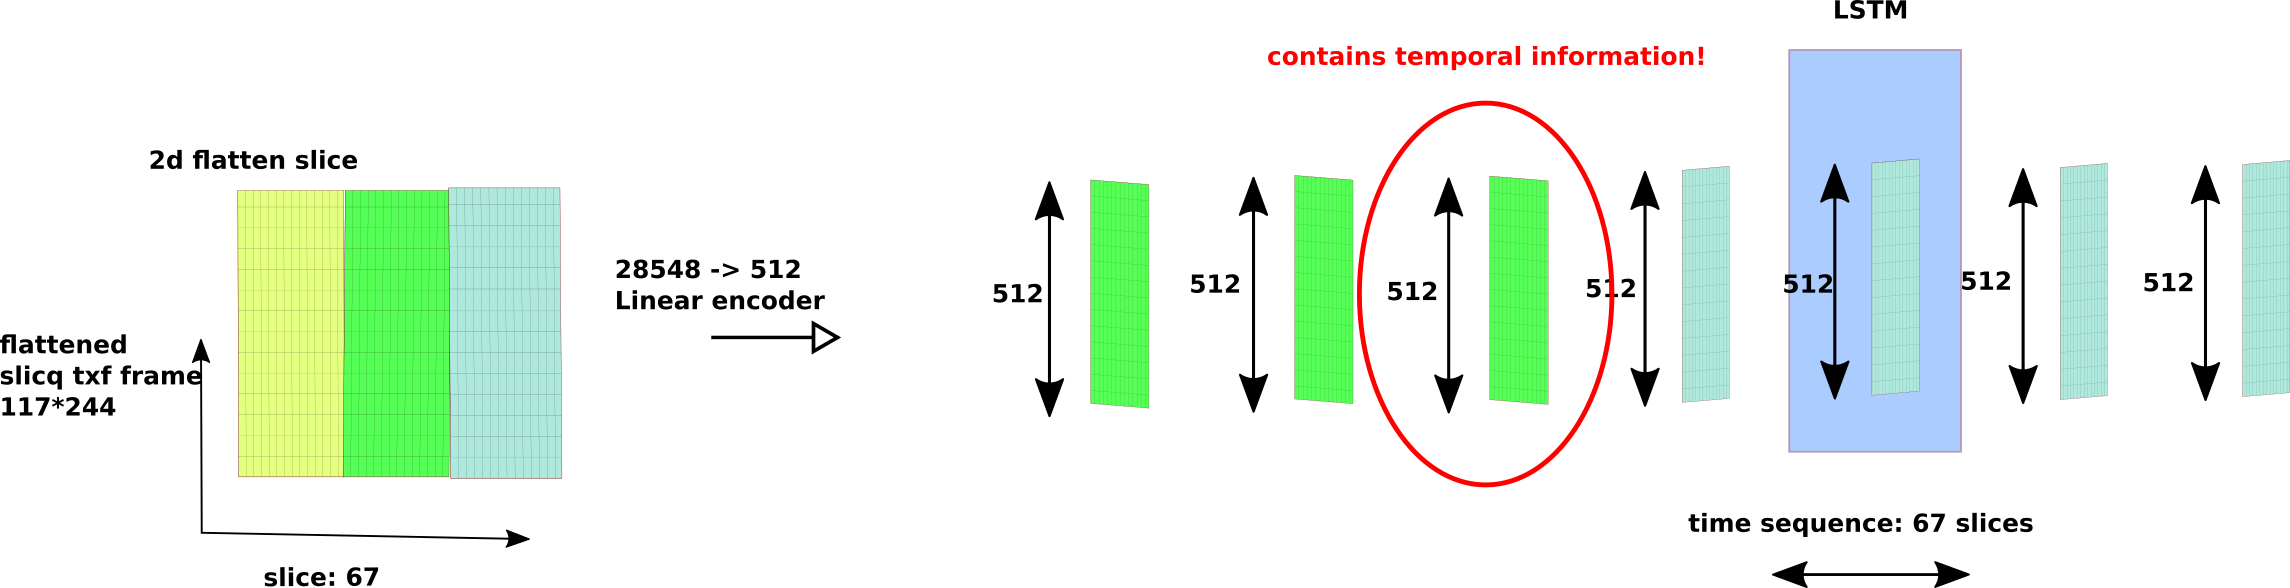 LSTM
contains temporal information!
2d flatten slice
28548 -> 512
Linear encoder
512
512
512
512
512
512
512
flattened
slicq txf frame
117*244
time sequence: 67 slices
slice: 67